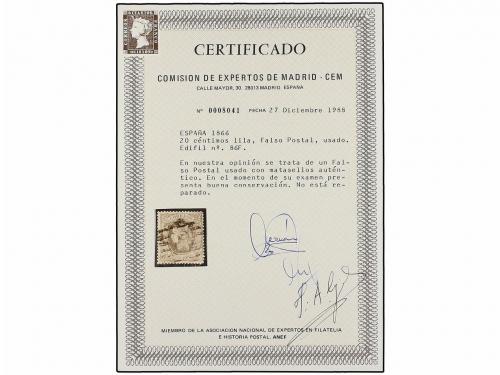 CERTIFICADO
COMISION DE EXPERTOS DE MADRID - CEM
CALLE MAYOR, 30. 28013 MADRID ESPAÑA
Nº 0005041 FECHA 27 Diciembre 1988
ESPAÑA 1866
20 céntimos lila, falso Postal, usado.
Edifil nº. 86F.
En nuestra opinión se trata de un Fal-
so Postal usado con matasellos autén-
tico. En el momento de su examen pre-
senta buena conservación. No está re-
parado.
MIEMBRO DE LA ASOCIACION NACIONAL DE EXPERTOS EN FILATELIA
E HISTORIA POSTAL. ANEF